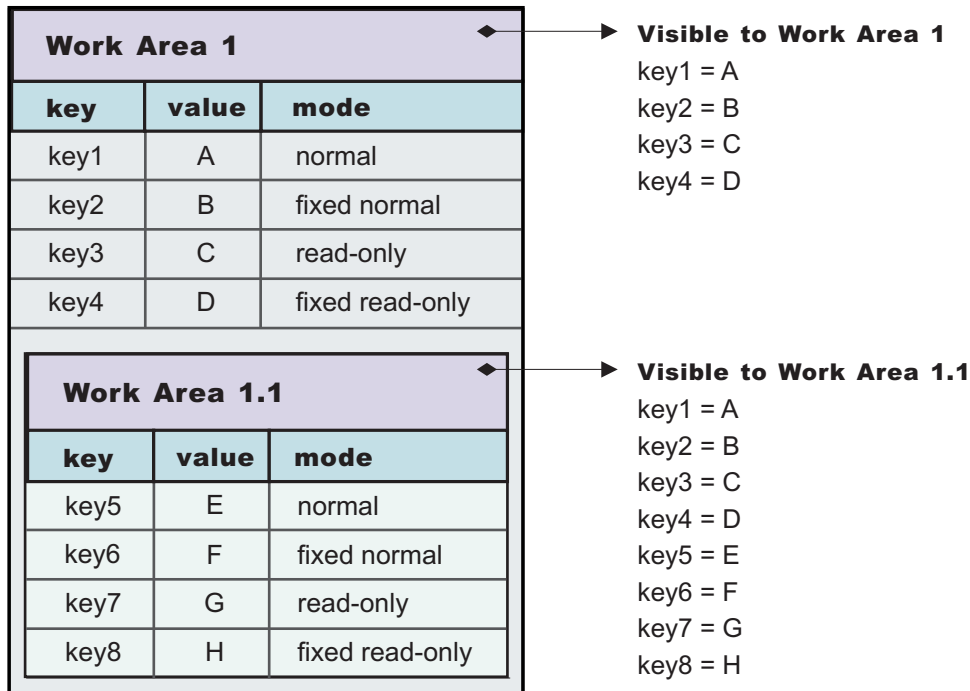 Work Area 1
key value mode
key1 A normal
key2 B fixed normal
key3 C read-only
key4 D fixed read-only
Visible to Work Area 1
key1 = A
key2 = B
key3 = C
key4 = D
Work Area 1.1
key value mode
key5 E normal
key6 F fixed normal
key7 G read-only
key8 H fixed read-only
Visible to Work Area 1.1
key1 = A
key2 = B
key3 = C
key4 = D
key5 = E
key6 = F
key7 = G
key8 = H